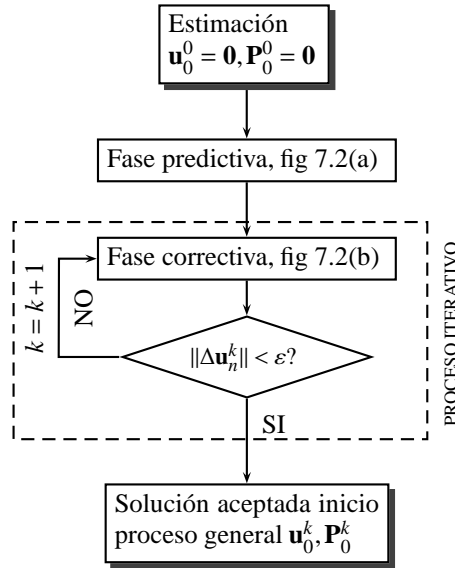 Estimación
𝐮₀⁰ = 𝟎, 𝐏₀⁰ = 𝟎
Fase predictiva, fig 7.2(a)
Fase correctiva, fig 7.2(b)
k = k + 1
NO
||Δ𝐮ₙᵏ|| < ε?
SI
PROCESO ITERATIVO
Solución aceptada inicio
proceso general 𝐮₀ᵏ, 𝐏₀ᵏ